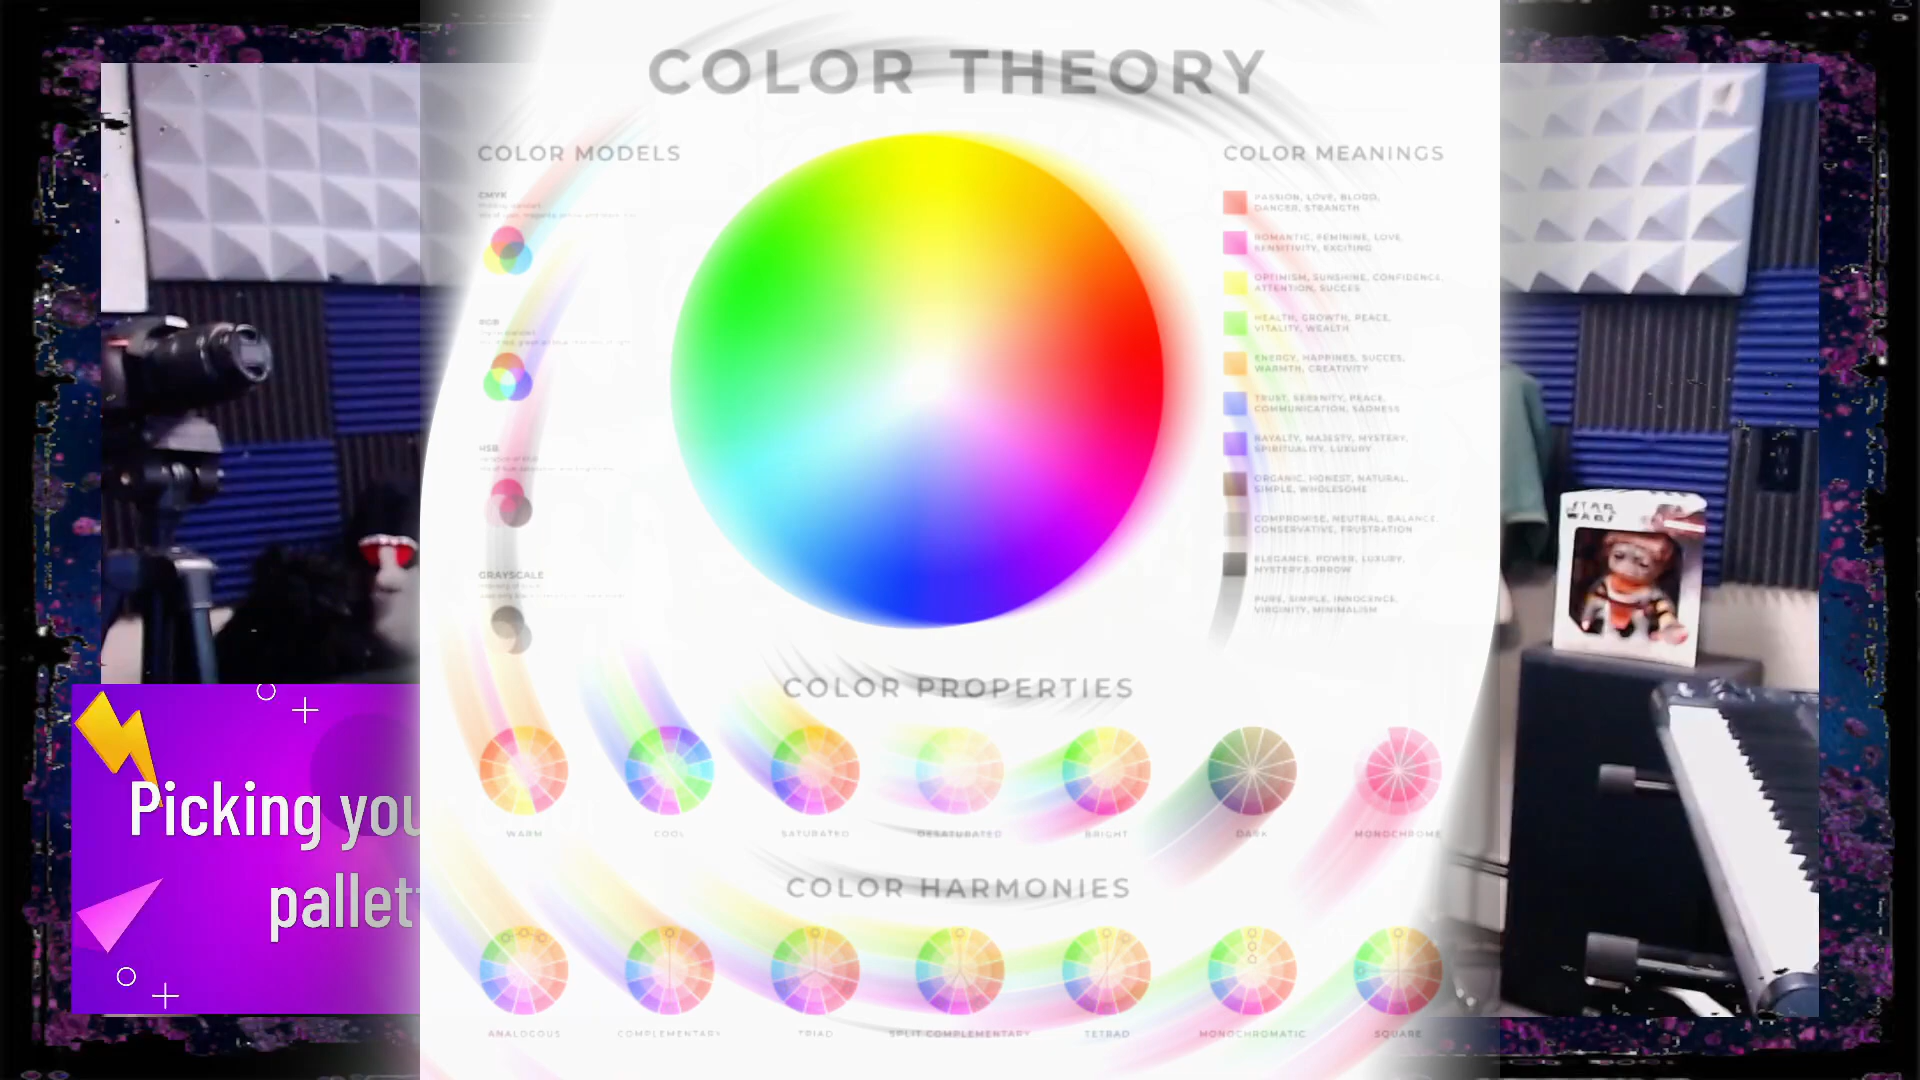 COLOR THEORY
COLOR MODELS
CMYK
RGB
HSB
GRAYSCALE
COLOR MEANINGS
PASSION, LOVE, BLOOD,
DANGER, STRANGTH
ROMANTIC, FEMININE, LOVE,
SENSITIVITY, EXCITING
OPTIMISM, SUNSHINE, CONFIDENCE,
ATTENTION, SUCCES
HEALTH, GROWTH, PEACE,
VITALITY, WEALTH
ENERGY, HAPPINES, SUCCES,
WARMTH, CREATIVITY
TRUST, SERENITY, PEACE,
COMMUNICATION, SADNESS
RAYALTY, MAJESTY, MYSTERY,
SPIRITUALITY, LUXURY
ORGANIC, HONEST, NATURAL,
SIMPLE, WHOLESOME
COMPROMISE, NEUTRAL, BALANCE,
CONSERVATIVE, FRUSTRATION
ELEGANCE, POWER, LUXURY,
MYSTERY,SORROW
PURE, SIMPLE, INNOCENCE,
VIRGINITY, MINIMALISM
STAR
WARS
COLOR PROPERTIES
WARM
COOL
SATURATED
DESATURATED
BRIGHT
DARK
MONOCHROME
Picking you
pallet
COLOR HARMONIES
ANALOGOUS
COMPLEMENTARY
TRIAD
SPLIT COMPLEMENTARY
TETRAD
MONOCHROMATIC
SQUARE